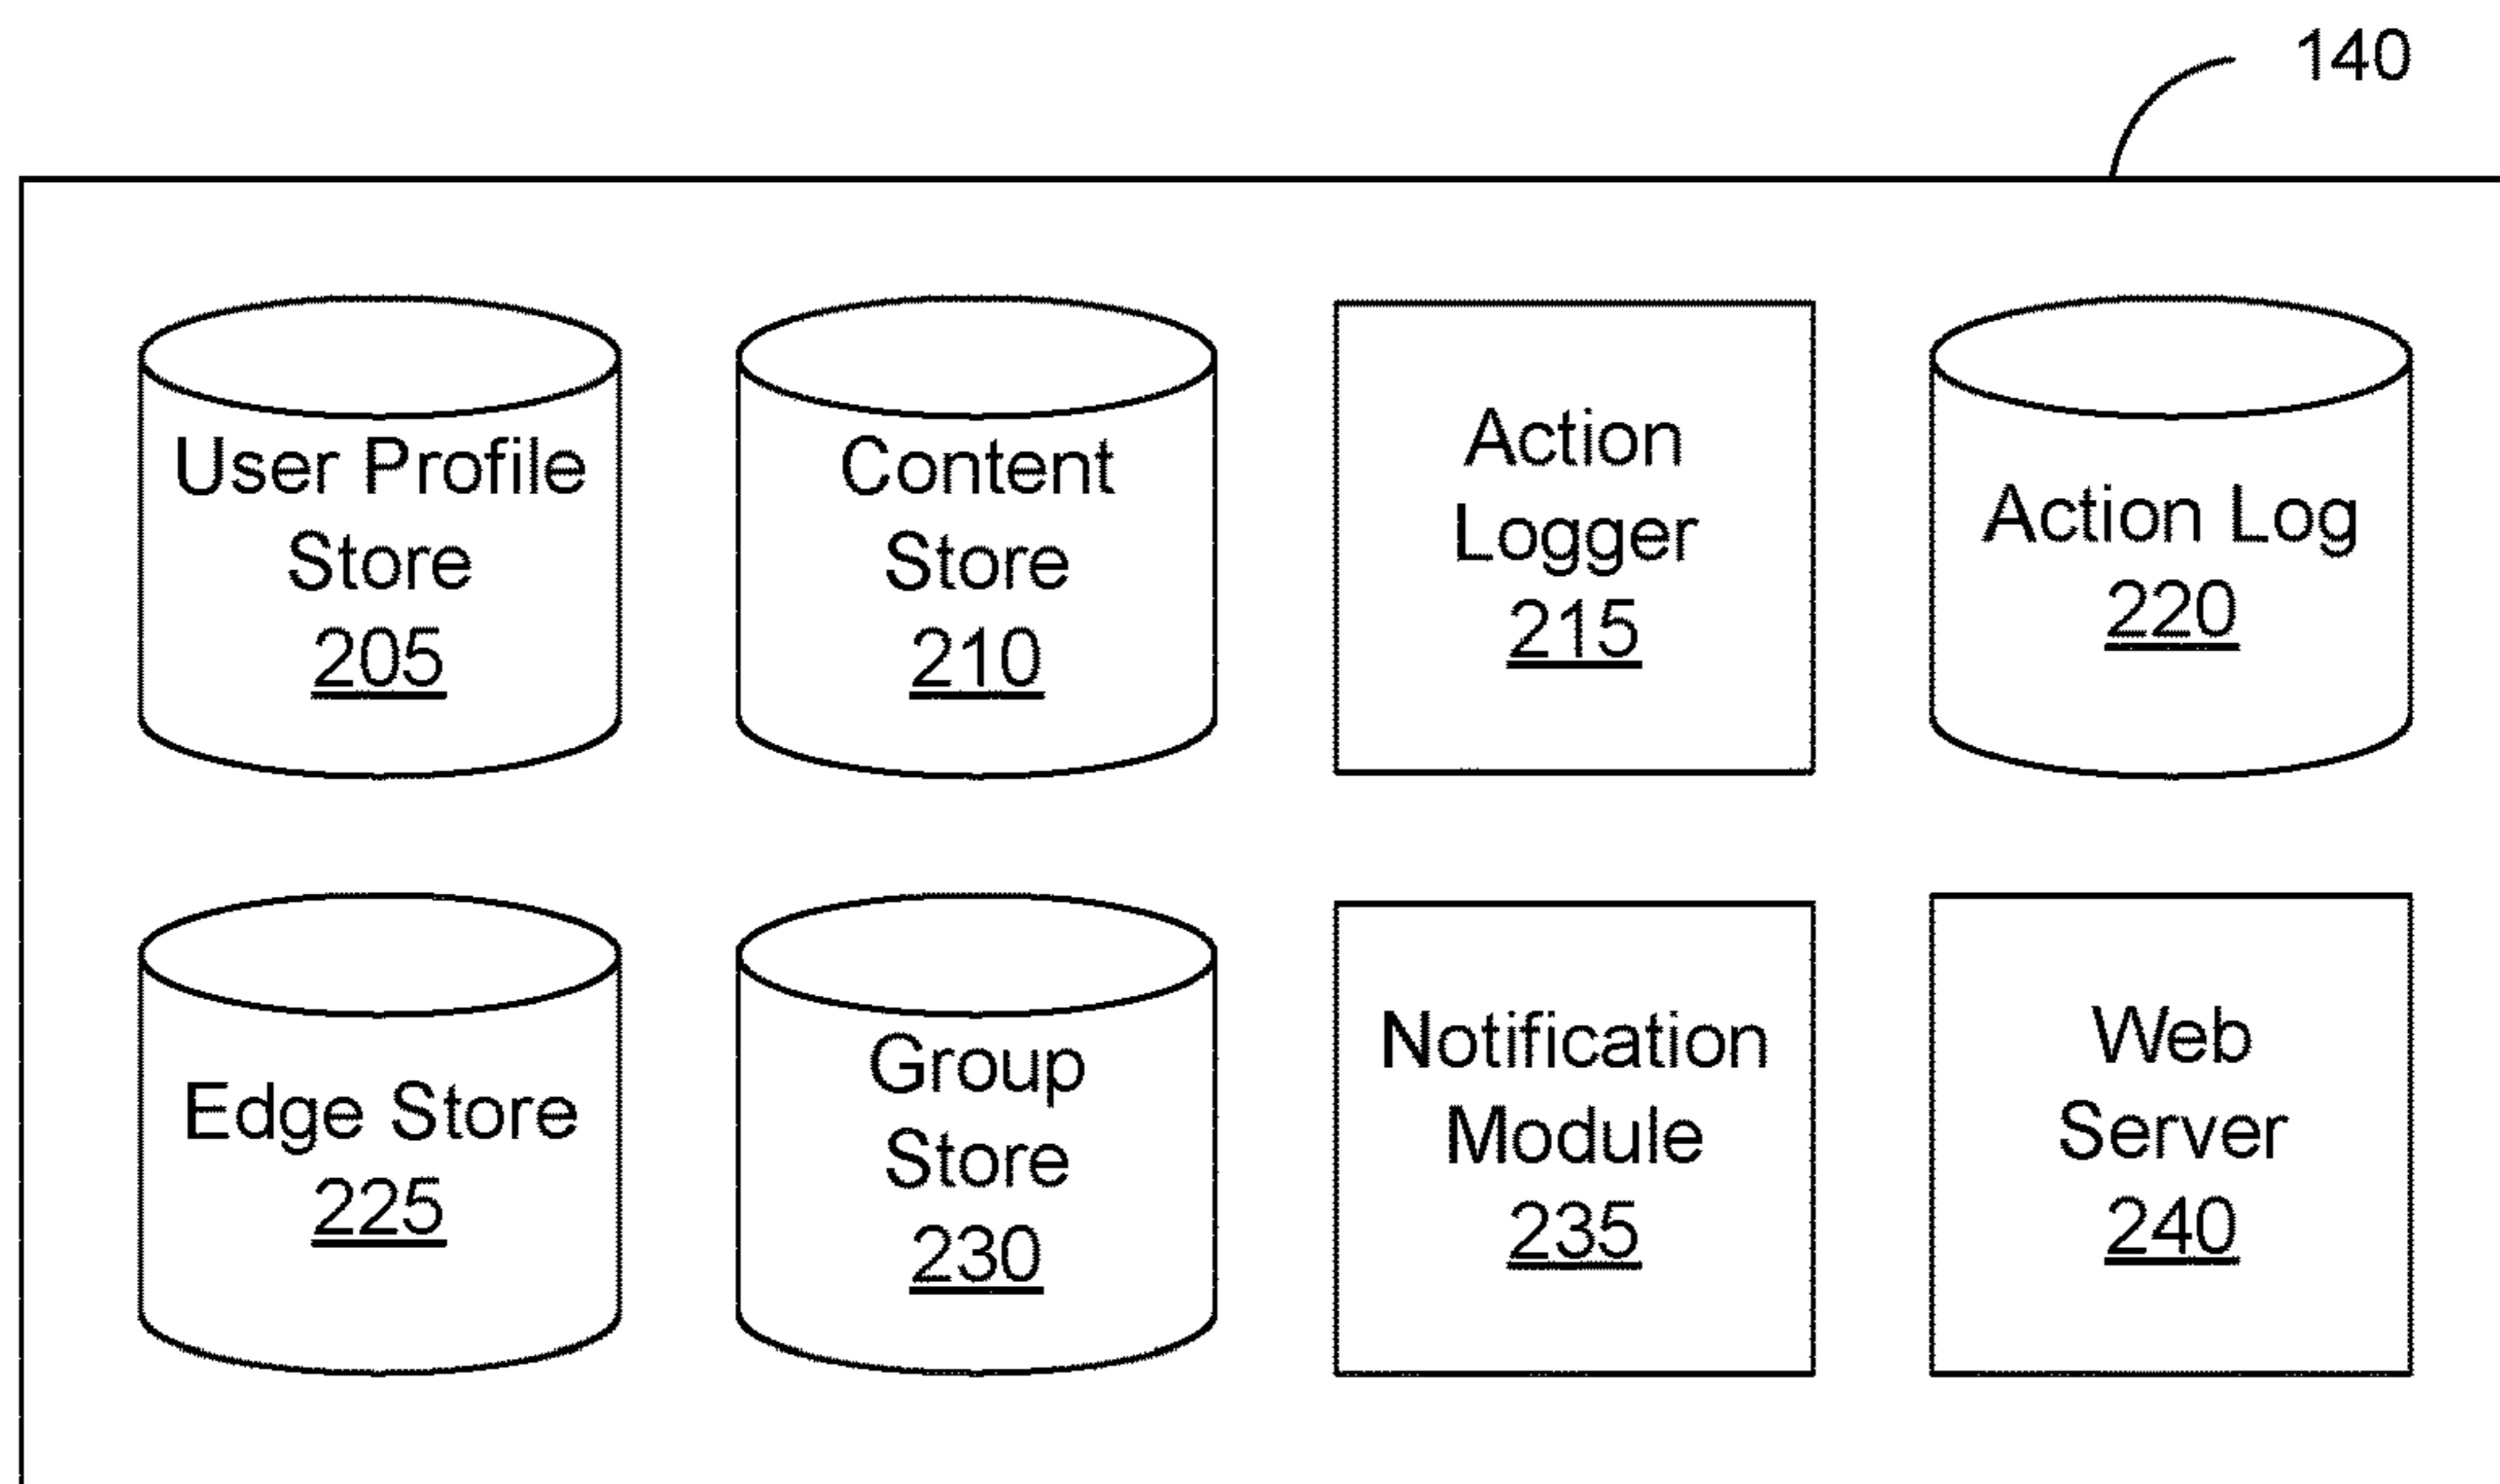 140
User Profile
Store
205
Content
Store
210
Action
Logger
215
Action Log
220
Edge Store
225
Group
Store
230
Notification
Module
235
Web
Server
240